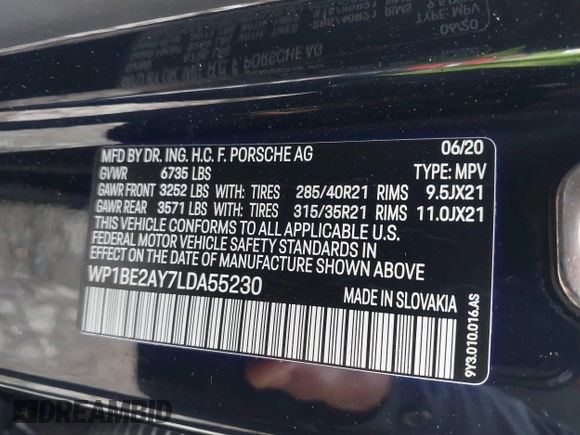 MFD BY DR. ING. H.C. F. PORSCHE AG 06/20
GVWR 6735 LBS TYPE: MPV
GAWR FRONT 3252 LBS WITH: TIRES 285/40R21 RIMS 9.5JX21
GAWR REAR 3571 LBS WITH: TIRES 315/35R21 RIMS 11.0JX21
THIS VEHICLE CONFORMS TO ALL APPLICABLE
FEDERAL MOTOR VEHICLE SAFETY STANDARDS IN
EFFECT ON THE DATE OF MANUFACTURE SHOWN ABOVE
WP1BE2AY7LDA55230
MADE IN SLOVAKIA
9Y3.010.016.AS
DREAMBID